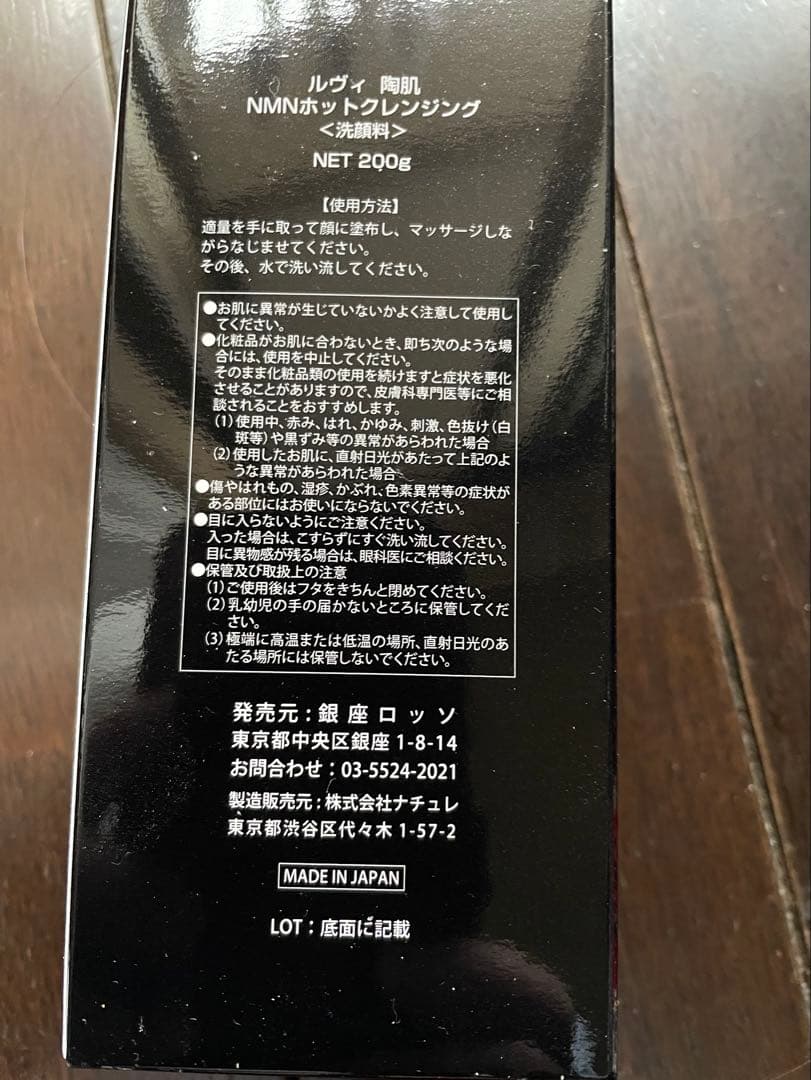 ルヴィ 陶肌
NMNホットクレンジング
＜洗顔料＞
NET 200g
【使用方法】
適量を手に取って顔に塗布し、マッサージしな
がらなじませてください。
その後、水で洗い流してください。
●お肌に異常が生じていないかよく注意して使用し
てください。
●化粧品がお肌に合わないとき、即ち次のような場
合には、使用を中止してください。
そのまま化粧品類の使用を続けますと症状を悪化
させることがありますので、皮膚科専門医等にご相
談されることをおすすめします。
(1)使用中、赤み、はれ、かゆみ、刺激、色抜け（白
斑等）や黒ずみ等の異常があらわれた場合
(2)使用したお肌に、直射日光があたって上記のよ
うな異常があらわれた場合
●傷やはれもの、湿疹、かぶれ、色素異常等の症状が
ある部位にはお使いにならないでください。
●目に入らないようにご注意ください。
入った場合は、こすらずにすぐ洗い流してください。
目に異物感が残る場合は、眼科医にご相談ください。
●保管及び取扱上の注意
(1)ご使用後はフタをきちんと閉めてください。
(2)乳幼児の手の届かないところに保管してくだ
さい。
(3)極端に高温または低温の場所、直射日光のあ
たる場所には保管しないでください。
発売元：銀座ロッソ
東京都中央区銀座 1-8-14
お問合わせ：03-5524-2021
製造販売元：株式会社ナチュレ
東京都渋谷区代々木 1-57-2
MADE IN JAPAN
LOT：底面に記載